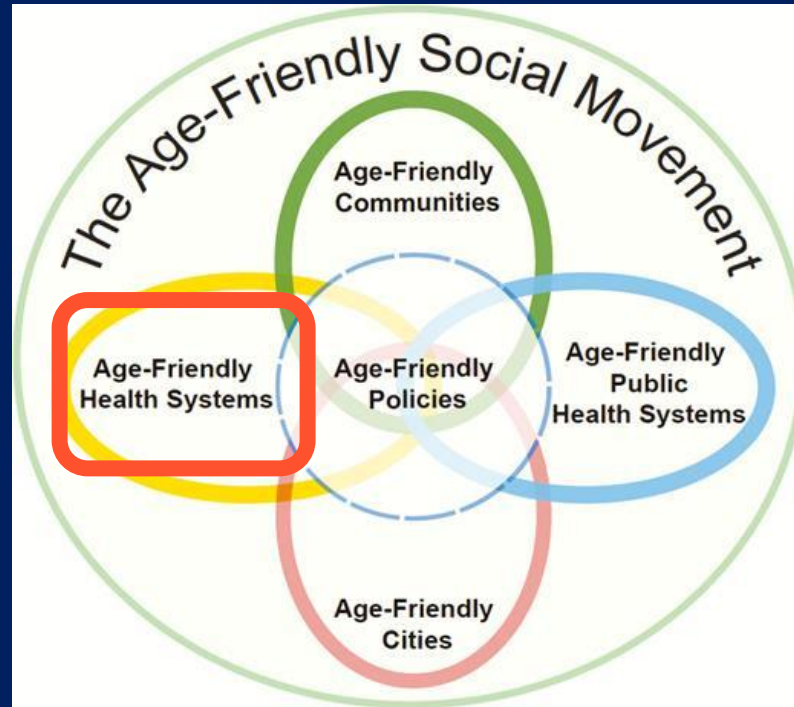 The Age-Friendly Social Movement
Age-Friendly
Communities
Age-Friendly
Health Systems
Age-Friendly
Policies
Age-Friendly
Public
Health Systems
Age-Friendly
Cities